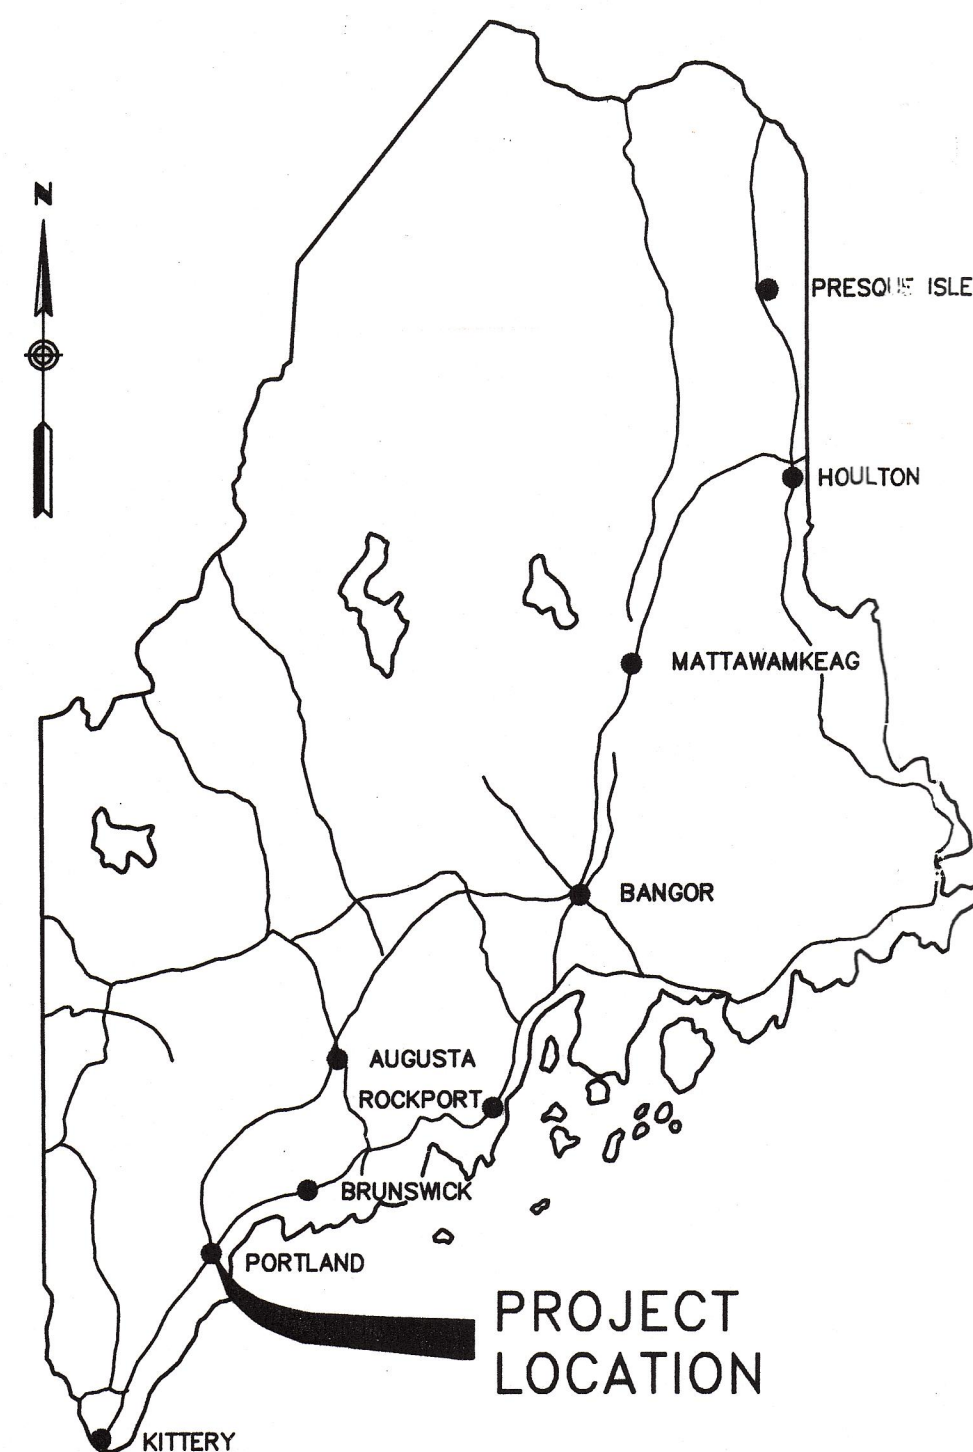 N
PRESQUE ISLE
HOULTON
MATTAWAMKEAG
BANGOR
AUGUSTA
ROCKPORT
BRUNSWICK
PORTLAND
PROJECT
LOCATION
KITTERY